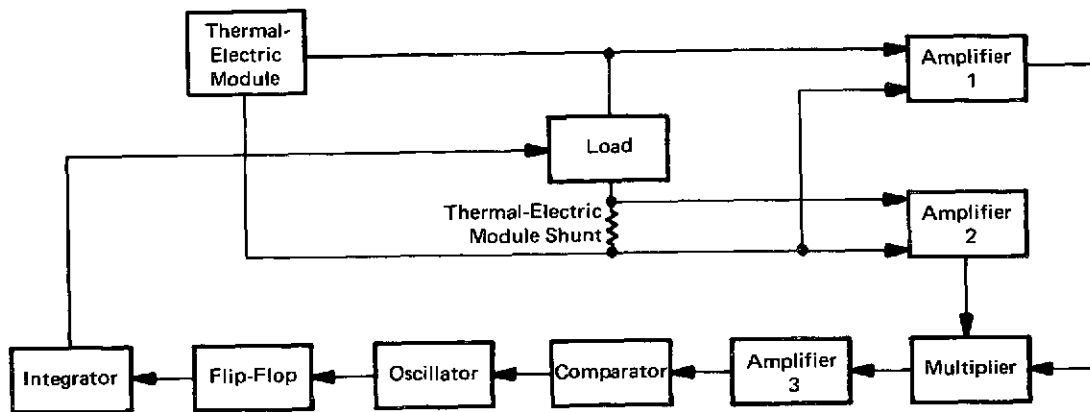 Thermal-
Electric
Module
Amplifier
1
Load
Thermal-Electric
Module Shunt
Amplifier
2
Integrator
Flip-Flop
Oscillator
Comparator
Amplifier
3
Multiplier